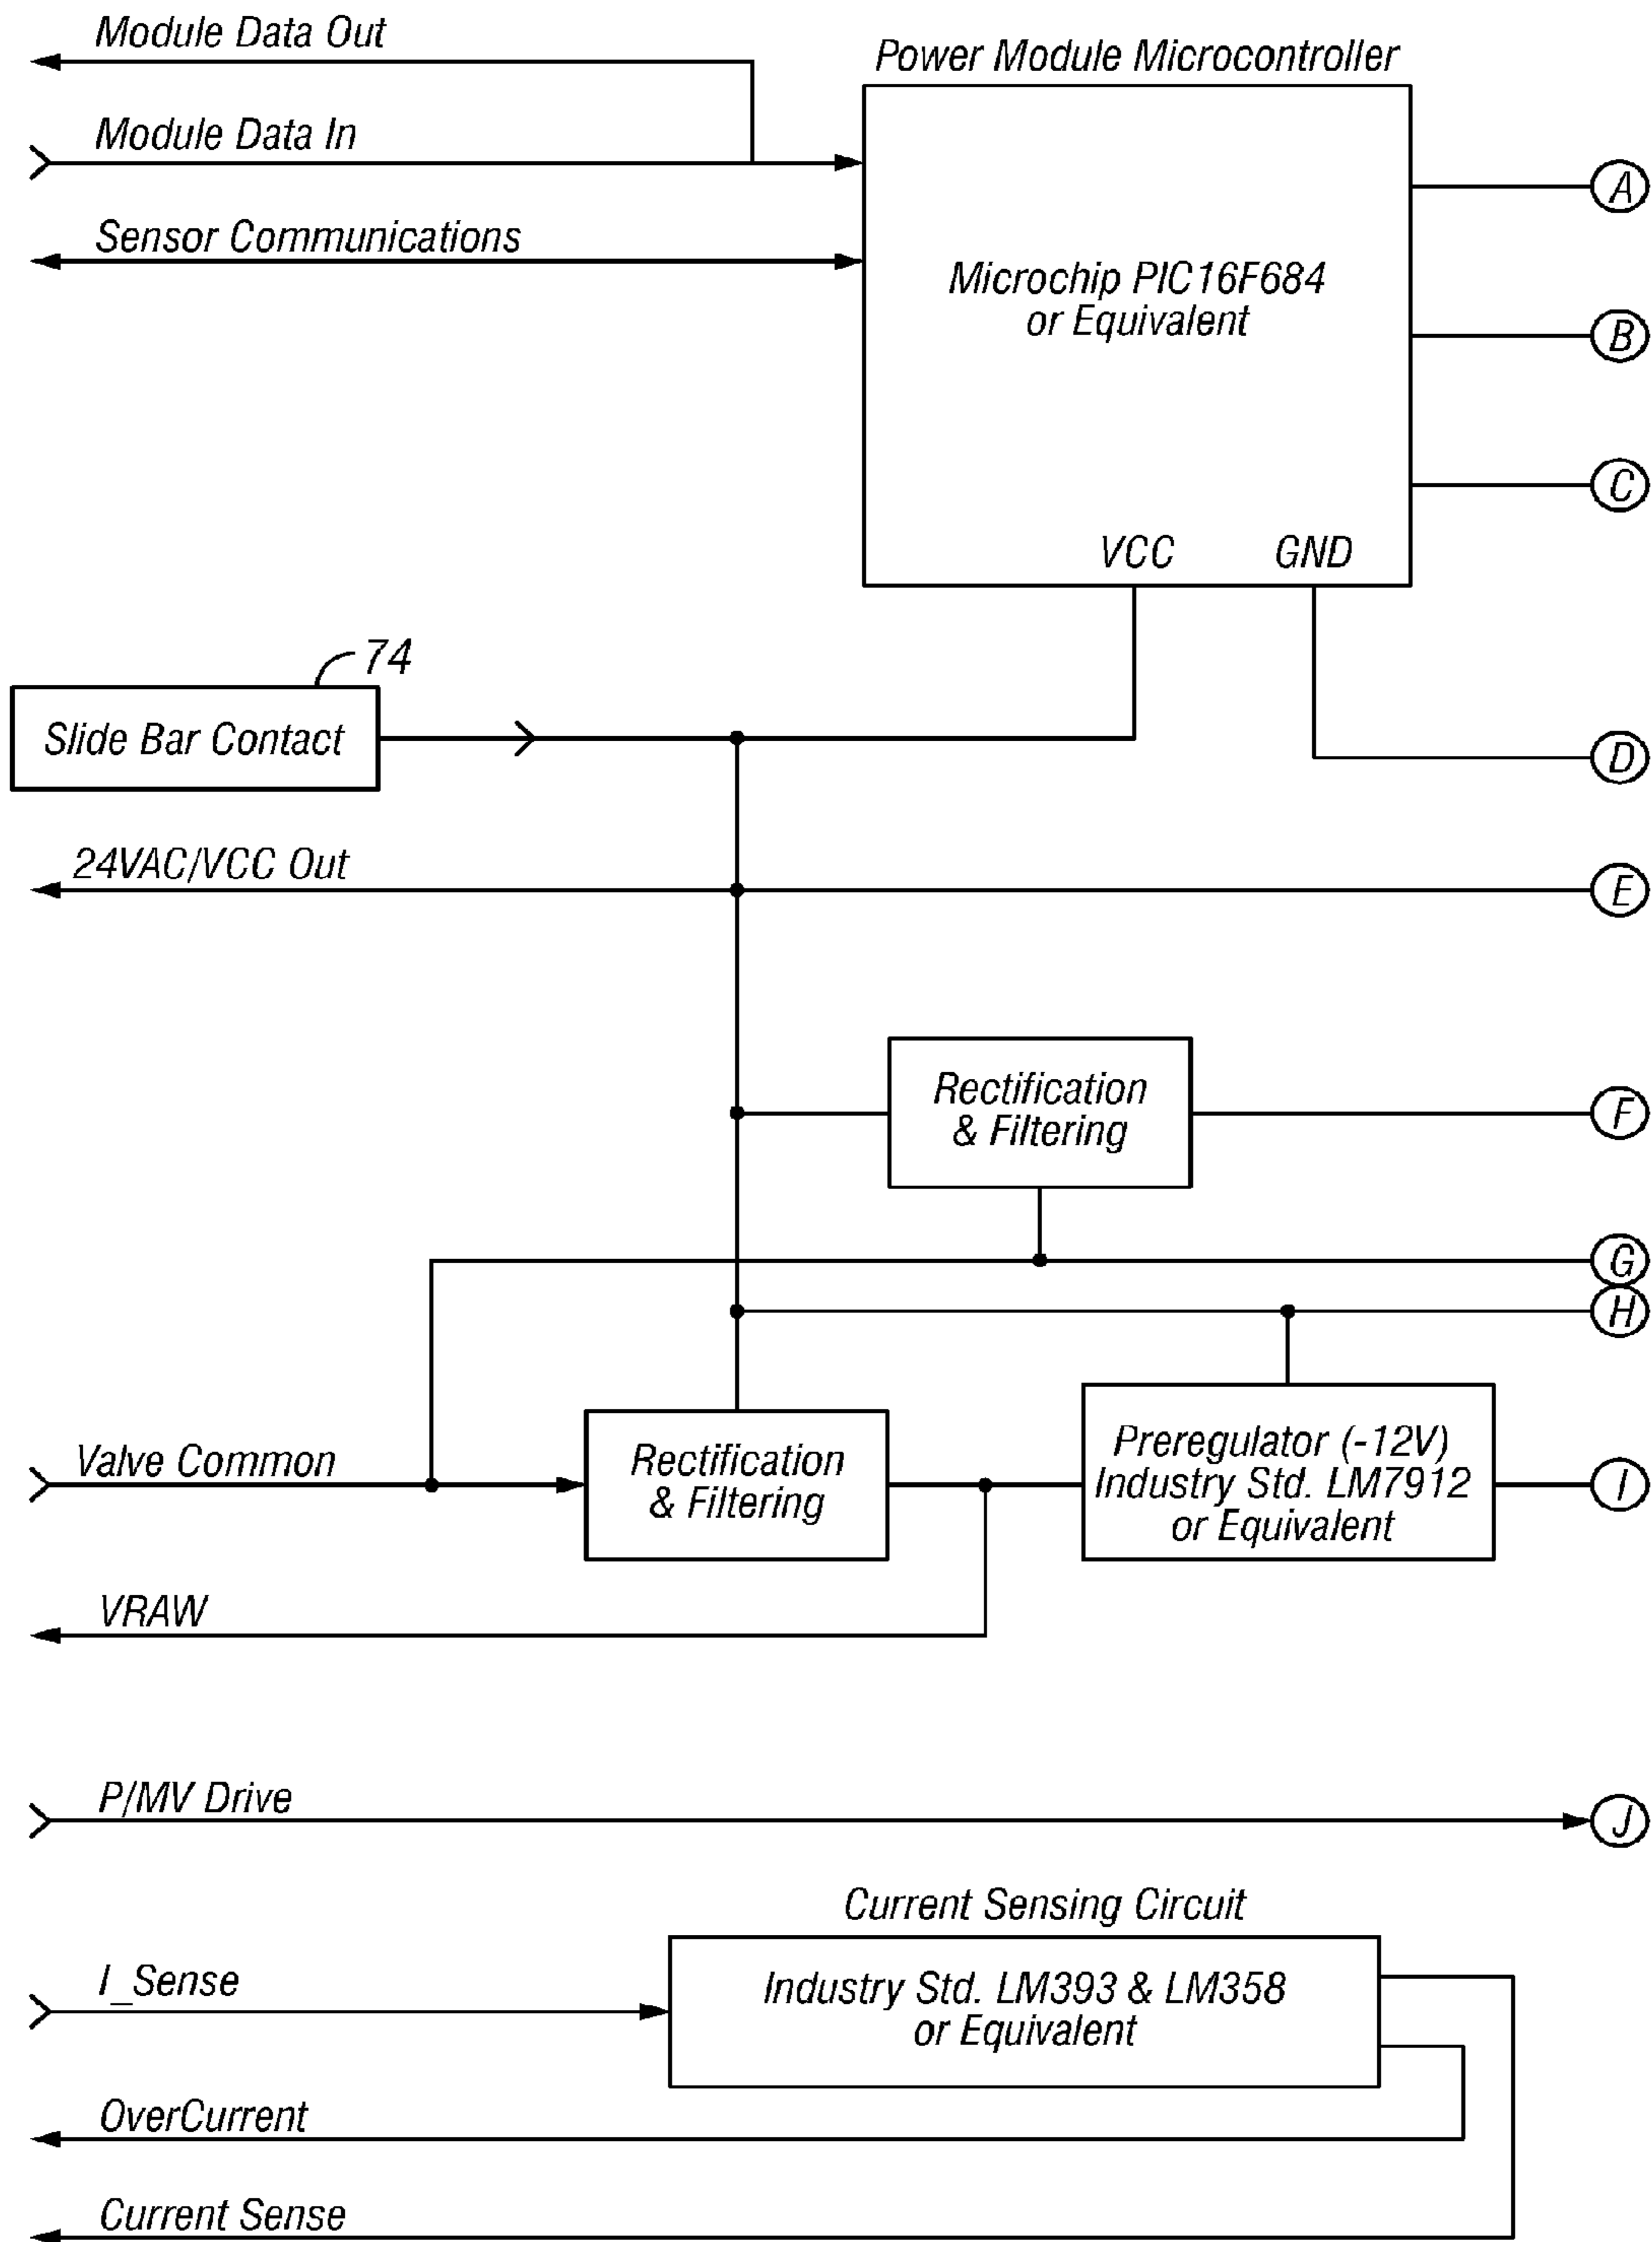 Module Data Out
Power Module Microcontroller
Module Data In
A
Sensor Communications
Microchip PIC16F684
or Equivalent
B
C
VCC
GND
74
Slide Bar Contact
D
24VAC/VCC Out
E
Rectification
& Filtering
F
G
H
Valve Common
Rectification
& Filtering
Preregulator (-12V)
Industry Std. LM7912
or Equivalent
I
VRAW
P/MV Drive
J
Current Sensing Circuit
I_Sense
Industry Std. LM393 & LM358
or Equivalent
OverCurrent
Current Sense